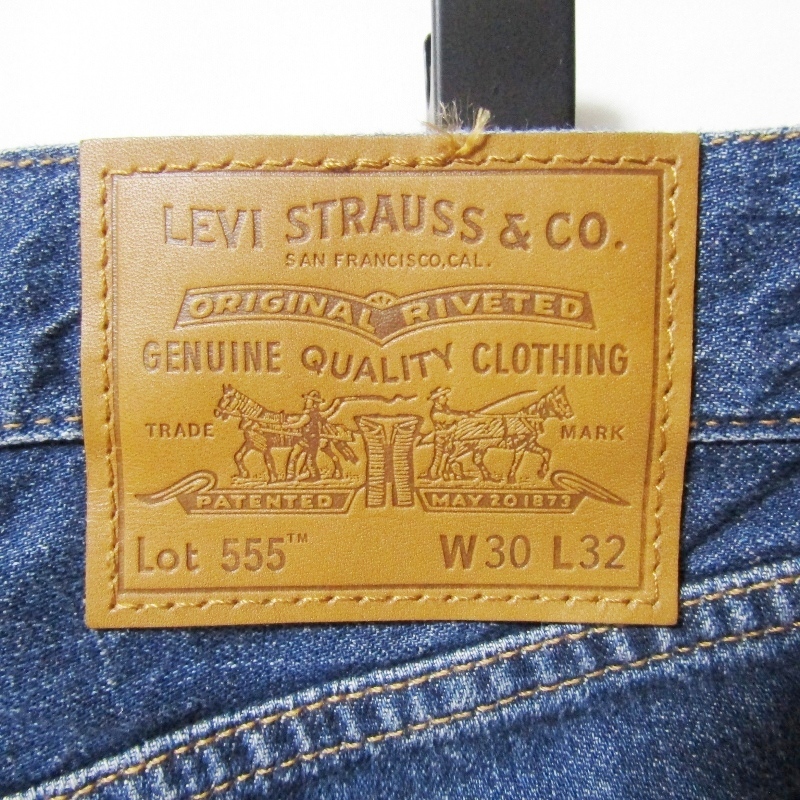 LEVI STRAUSS & CO.
SAN FRANCISCO, CAL.
ORIGINAL RIVETED
GENUINE QUALITY CLOTHING
TRADE MARK
PATENTED MAY 20 1873
Lot 555™ W30 L32